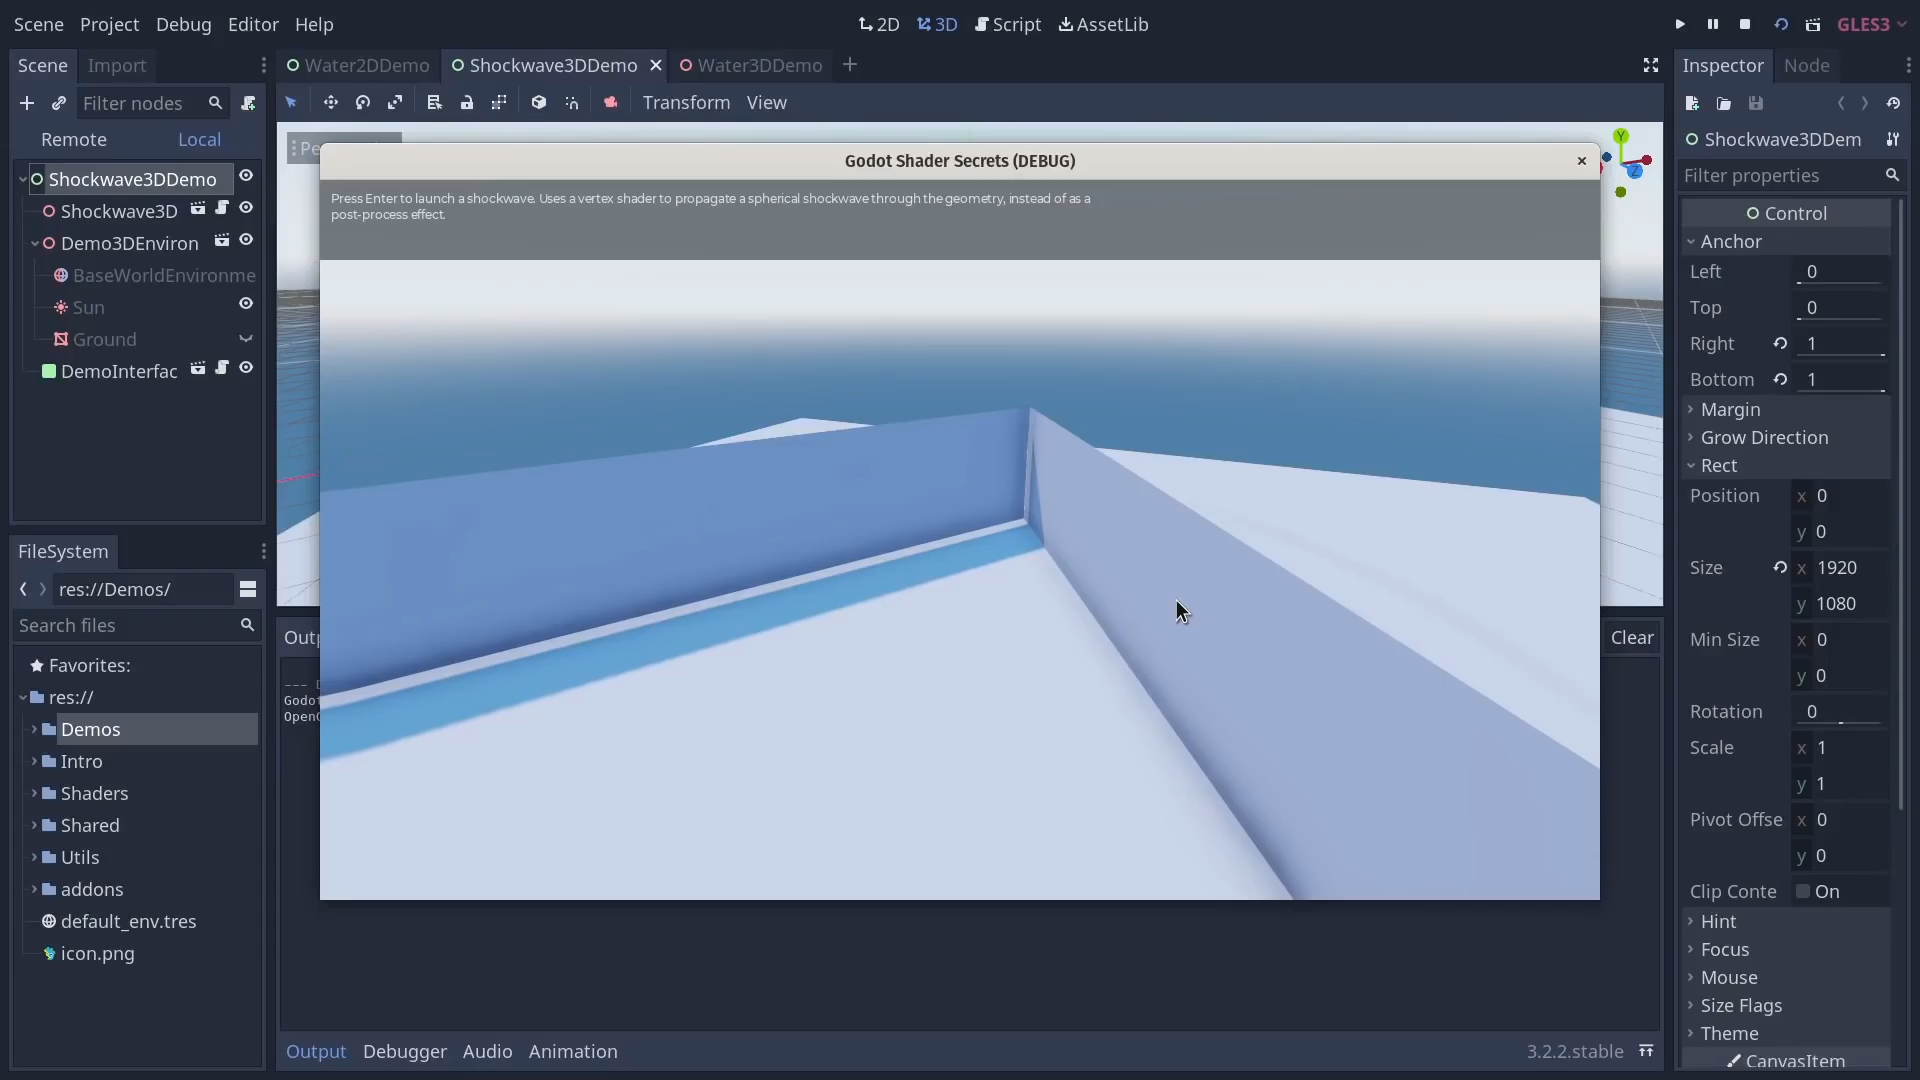 Scene Project Debug Editor Help
2D 3D Script AssetLib
GLES3
Scene Import
Water2DDemo Shockwave3DDemo Water3DDemo
Inspector Node
Filter nodes
Transform View
Remote Local
Shockwave3DDemo
Shockwave3D
Demo3DEnviron
BaseWorldEnvironme
Sun
Ground
DemoInterfac
FileSystem
res://Demos/
Search files
Favorites:
res://
Demos
Intro
Shaders
Shared
Utils
addons
default_env.tres
icon.png
Godot Shader Secrets (DEBUG)
Press Enter to launch a shockwave. Uses a vertex shader to propagate a spherical shockwave through the geometry, instead of as a
post-process effect.
Y
Z
Clear
Output Debugger Audio Animation
3.2.2.stable
Shockwave3DDem
Filter properties
Control
Anchor
Left 0
Top 0
Right 1
Bottom 1
Margin
Grow Direction
Rect
Position x 0
y 0
Size x 1920
y 1080
Min Size x 0
y 0
Rotation 0
Scale x 1
y 1
Pivot Offse x 0
y 0
Clip Conte On
Hint
Focus
Mouse
Size Flags
Theme
CanvasItem